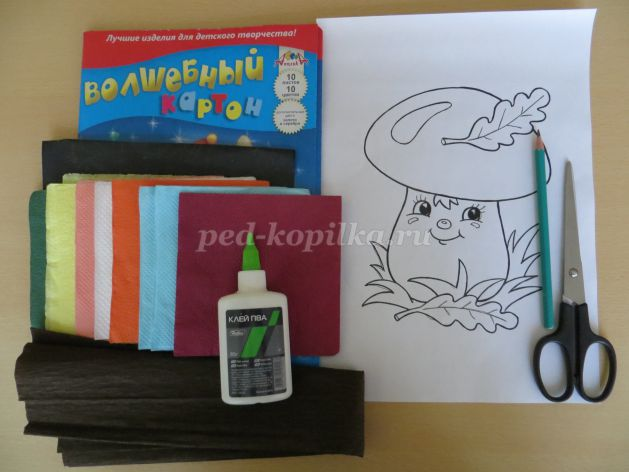 Лучшие изделия для детского творчества!
ВОЛШЕБНЫЙ
КАРТОН
10
листов
10
цветов
ped-kopilka.ru
КЛЕЙ ПВА